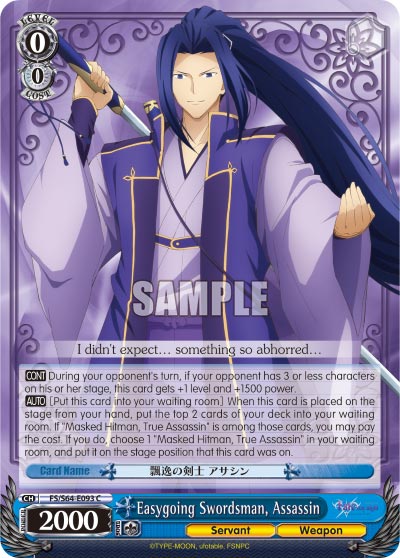 LEVEL
0
0
COST
SAMPLE
I didn't expect… something so abhorred…
CONT During your opponent's turn, if your opponent has 3 or less characters
on his or her stage, this card gets +1 level and +1500 power.
AUTO [Put this card into your waiting room] When this card is placed on the
stage from your hand, put the top 2 cards of your deck into your waiting
room. If "Masked Hitman, True Assassin" is among those cards, you may pay
the cost. If you do, choose 1 "Masked Hitman, True Assassin" in your waiting
room, and put it on the stage position that this card was on.
Card Name 飄逸の剣士 アサシン
CH FS/S64-E093 C
2000
Easygoing Swordsman, Assassin
Servant Weapon
©TYPE-MOON, ufotable, FSNPC